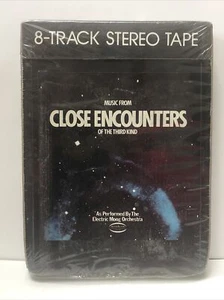 8-TRACK STEREO TAPE
MUSIC FROM
CLOSE ENCOUNTERS
OF THE THIRD KIND
As Performed By The
Electric Moog Orchestra